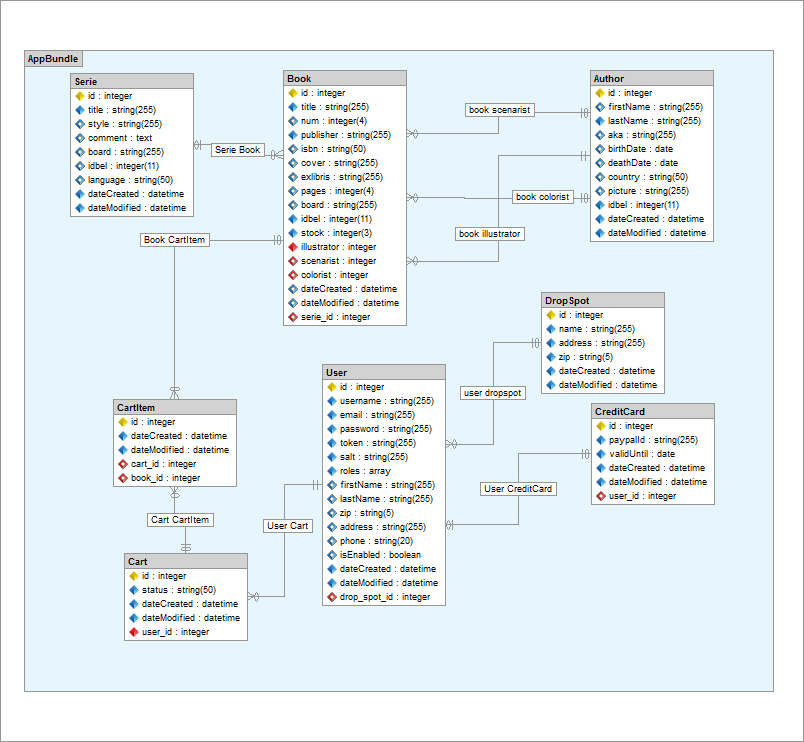 AppBundle
Serie
id : integer
title : string(255)
style : string(255)
comment : text
board : string(255)
idbel : integer(11)
language : string(50)
dateCreated : datetime
dateModified : datetime
Serie Book
Book
id : integer
title : string(255)
num : integer(4)
publisher : string(255)
isbn : string(50)
cover : string(255)
exlibris : string(255)
pages : integer(4)
board : string(255)
idbel : integer(11)
stock : integer(3)
illustrator : integer
scenarist : integer
colorist : integer
dateCreated : datetime
dateModified : datetime
serie_id : integer
book scenarist
book colorist
book illustrator
Author
id : integer
firstName : string(255)
lastName : string(255)
aka : string(255)
birthDate : date
deathDate : date
country : string(50)
picture : string(255)
idbel : integer(11)
dateCreated : datetime
dateModified : datetime
Book CartItem
DropSpot
id : integer
name : string(255)
address : string(255)
zip : string(5)
dateCreated : datetime
dateModified : datetime
user dropspot
User
id : integer
username : string(255)
email : string(255)
password : string(255)
token : string(255)
salt : string(255)
roles : array
firstName : string(255)
lastName : string(255)
zip : string(5)
address : string(255)
phone : string(20)
isEnabled : boolean
dateCreated : datetime
dateModified : datetime
drop_spot_id : integer
CreditCard
id : integer
paypalId : string(255)
validUntil : date
dateCreated : datetime
dateModified : datetime
user_id : integer
User CreditCard
CartItem
id : integer
dateCreated : datetime
dateModified : datetime
cart_id : integer
book_id : integer
Cart CartItem
User Cart
Cart
id : integer
status : string(50)
dateCreated : datetime
dateModified : datetime
user_id : integer